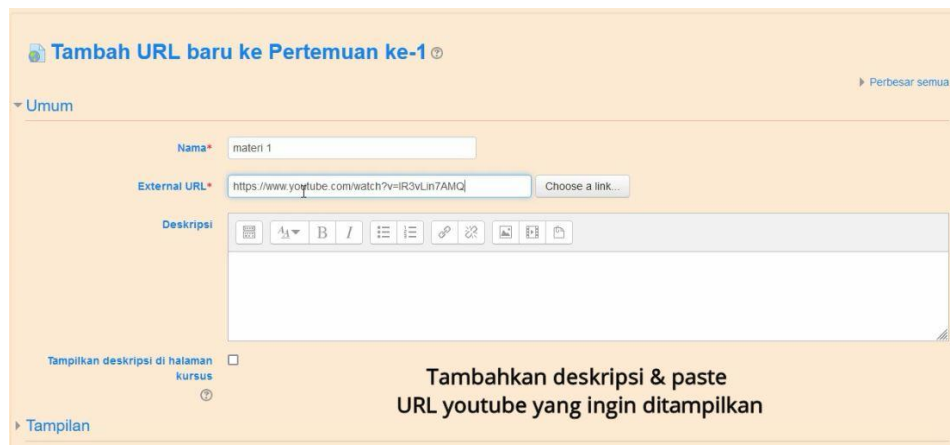 Tambah URL baru ke Pertemuan ke-1
Perbesar semua
Umum
Nama*
materi 1
External URL*
https://www.youtube.com/watch?v=lR3vLin7AMQ
Choose a link...
Deskripsi
B I
Tampilkan deskripsi di halaman
kursus
Tambahkan deskripsi & paste
URL youtube yang ingin ditampilkan
Tampilan